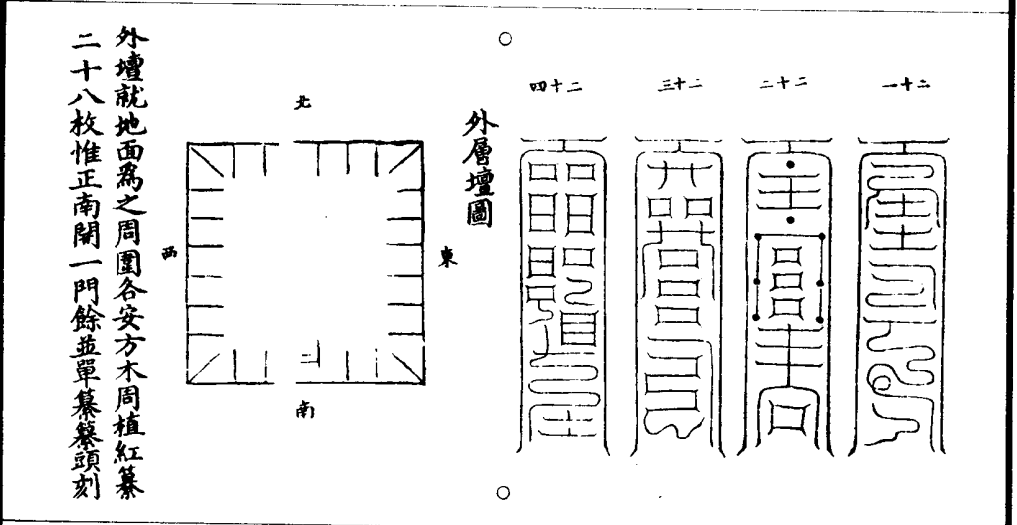 二十一
二十二
二十三
二十四
外層壇圖
北
東
西
南
外壇就地面爲之周圍各安方木周植紅纂
二十八枚惟正南開一門餘並單纂纂頭刻